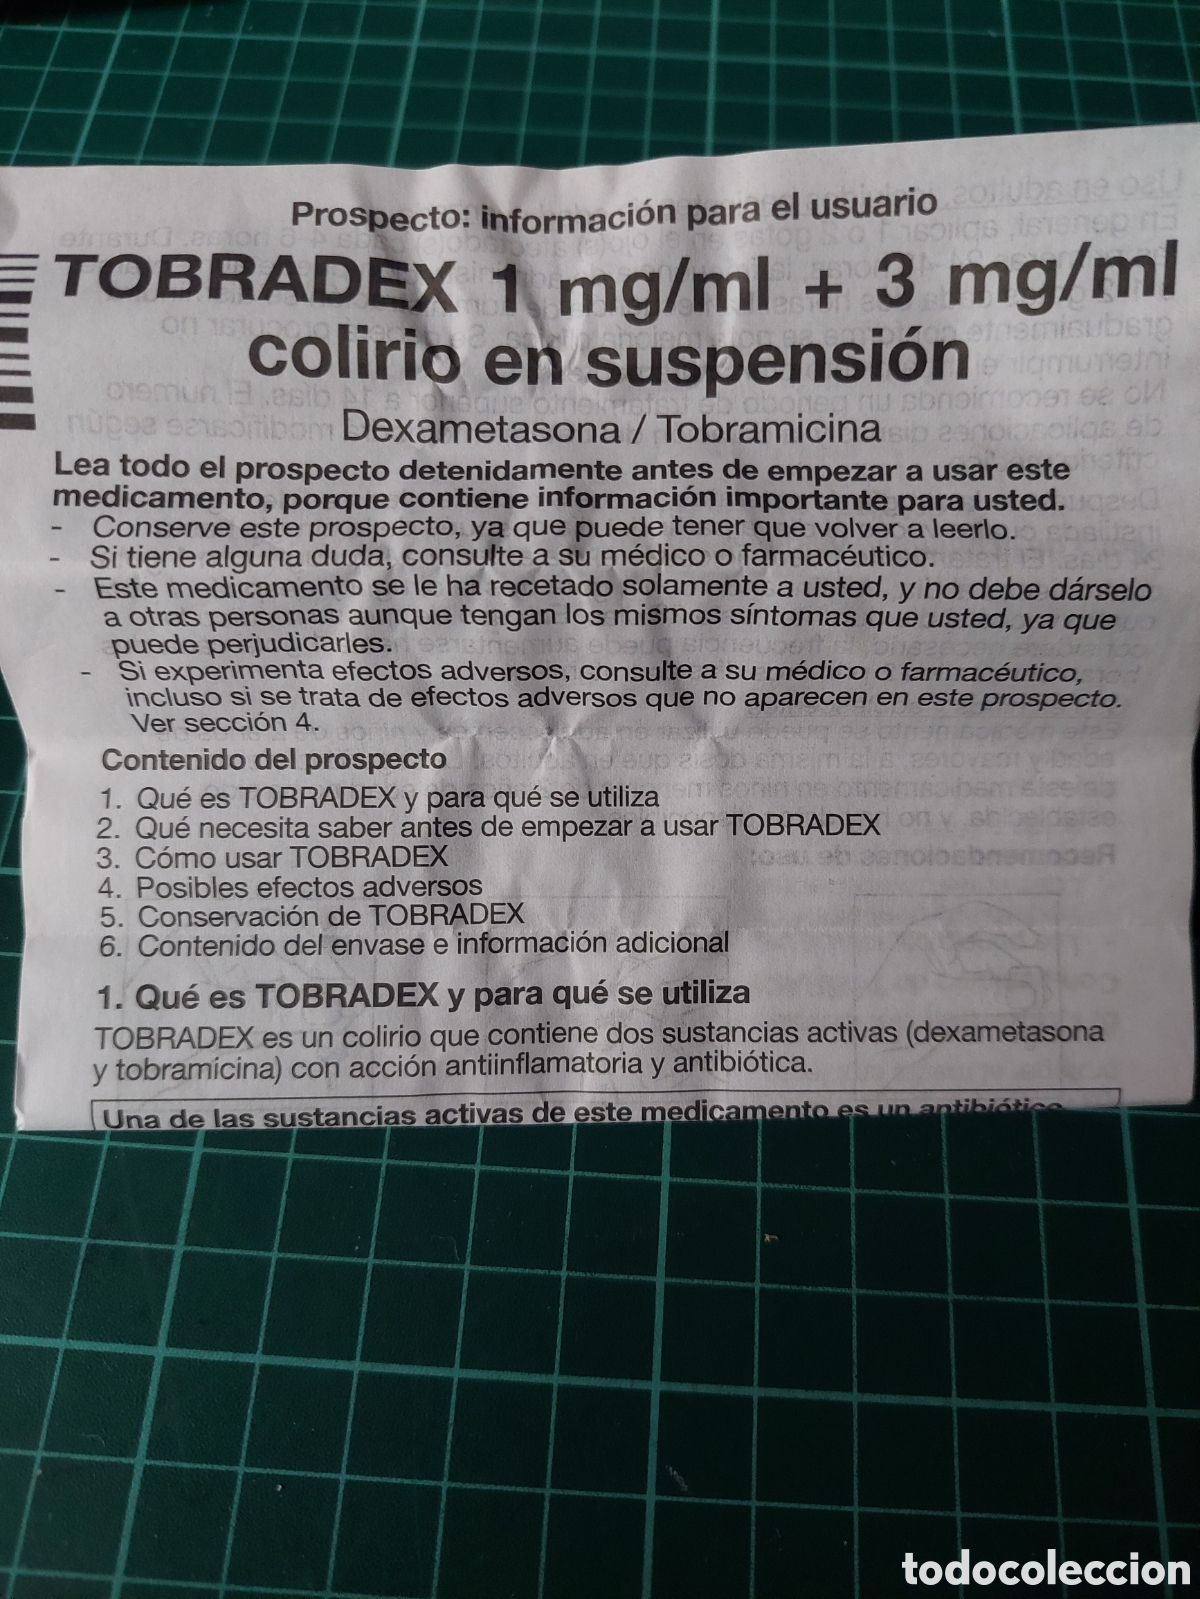 Prospecto: información para el usuario
TOBRADEX 1 mg/ml + 3 mg/ml
colirio en suspensión
Dexametasona / Tobramicina
Lea todo el prospecto detenidamente antes de empezar a usar este
medicamento, porque contiene información importante para usted.
- Conserve este prospecto, ya que puede tener que volver a leerlo.
- Si tiene alguna duda, consulte a su médico o farmacéutico.
- Este medicamento se le ha recetado solamente a usted, y no debe dárselo
a otras personas aunque tengan los mismos síntomas que usted, ya que
puede perjudicarles.
- Si experimenta efectos adversos, consulte a su médico o farmacéutico,
incluso si se trata de efectos adversos que no aparecen en este prospecto.
Ver sección 4.
Contenido del prospecto
1. Qué es TOBRADEX y para qué se utiliza
2. Qué necesita saber antes de empezar a usar TOBRADEX
3. Cómo usar TOBRADEX
4. Posibles efectos adversos
5. Conservación de TOBRADEX
6. Contenido del envase e información adicional
1. Qué es TOBRADEX y para qué se utiliza
TOBRADEX es un colirio que contiene dos sustancias activas (dexametasona
y tobramicina) con acción antiinflamatoria y antibiótica.
Una de las sustancias activas de este medicamento es un antibiótico
todocoleccion